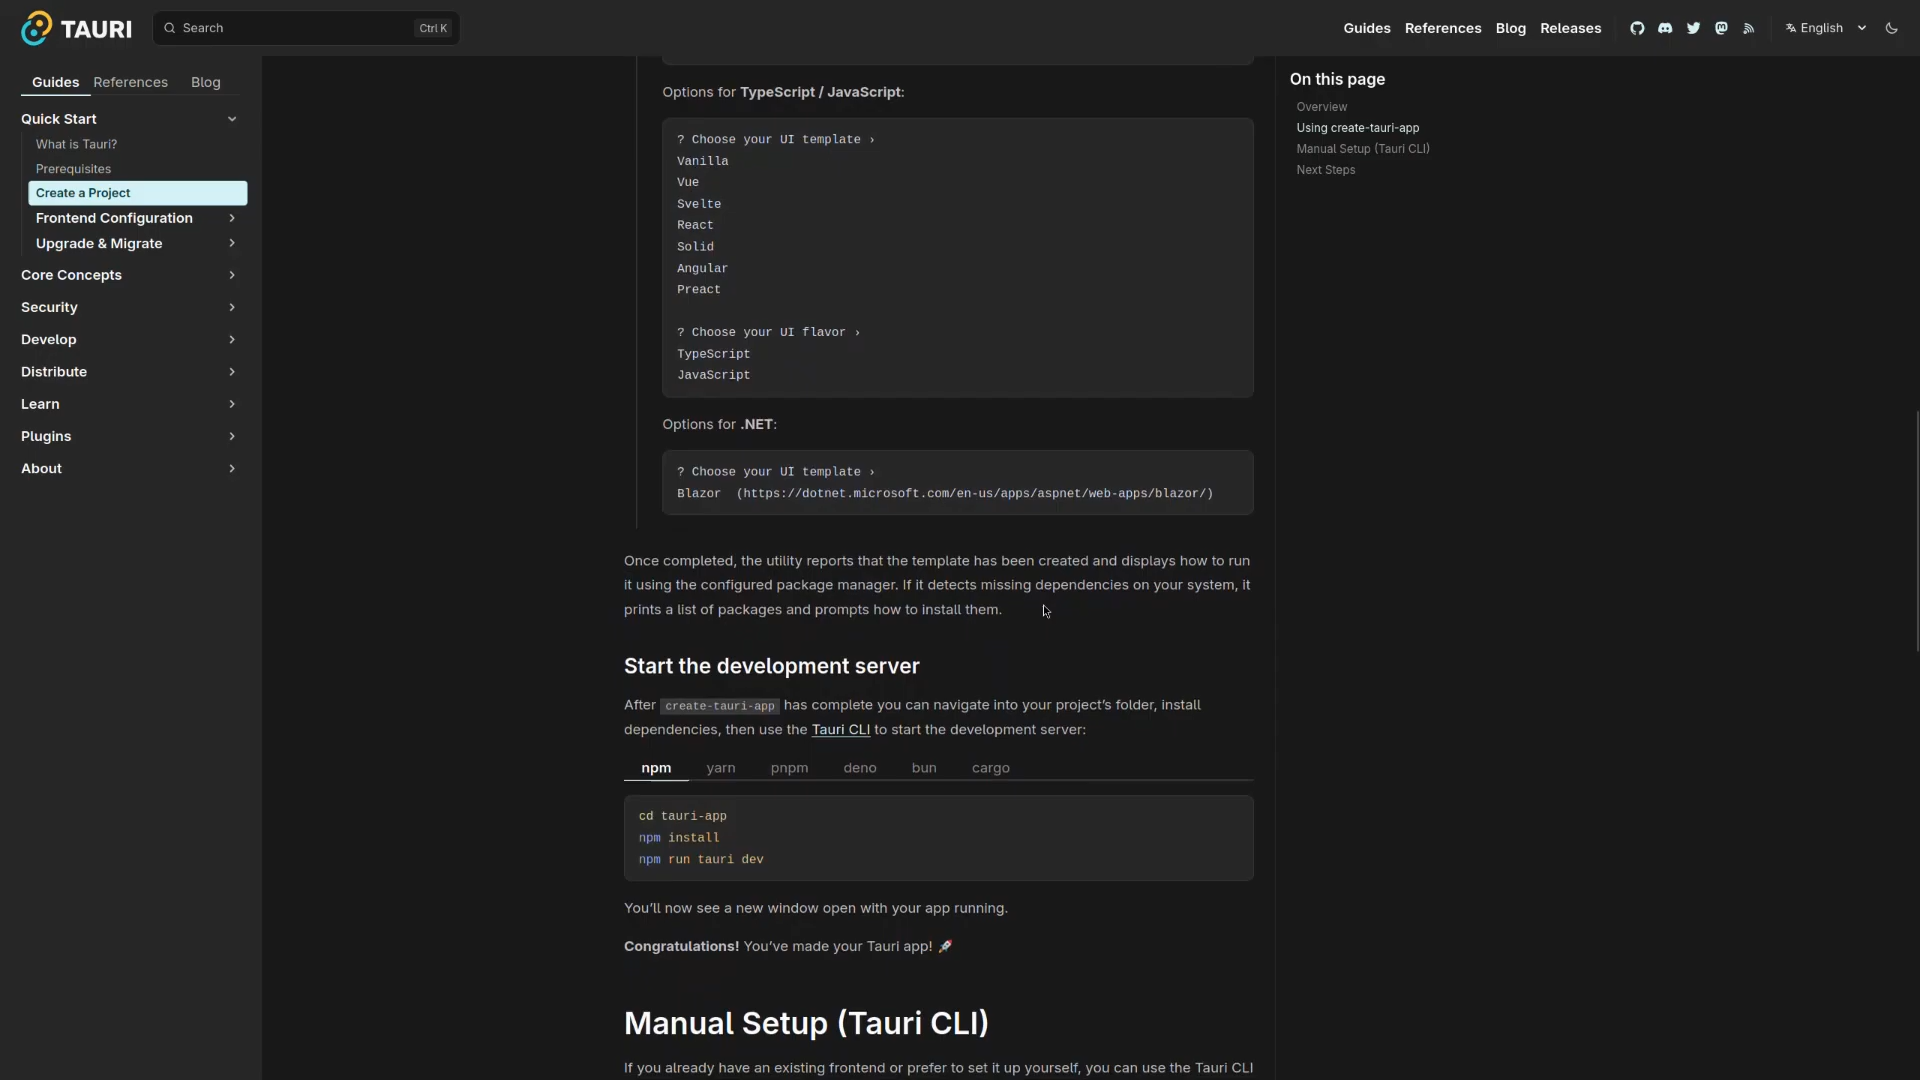 TAURI
Search
Ctrl K
Guides
References
Blog
Releases
English
Guides
References
Blog
Quick Start
What is Tauri?
Prerequisites
Create a Project
Frontend Configuration
Upgrade & Migrate
Core Concepts
Security
Develop
Distribute
Learn
Plugins
About
Options for TypeScript / JavaScript:
? Choose your UI template ›
Vanilla
Vue
Svelte
React
Solid
Angular
Preact
? Choose your UI flavor ›
TypeScript
JavaScript
Options for .NET:
? Choose your UI template ›
Blazor  (https://dotnet.microsoft.com/en-us/apps/aspnet/web-apps/blazor/)
Once completed, the utility reports that the template has been created and displays how to run
it using the configured package manager. If it detects missing dependencies on your system, it
prints a list of packages and prompts how to install them.
Start the development server
After create-tauri-app has complete you can navigate into your project’s folder, install
dependencies, then use the Tauri CLI to start the development server:
npm
yarn
pnpm
deno
bun
cargo
cd tauri-app
npm install
npm run tauri dev
You’ll now see a new window open with your app running.
Congratulations! You’ve made your Tauri app! 🚀
Manual Setup (Tauri CLI)
If you already have an existing frontend or prefer to set it up yourself, you can use the Tauri CLI
On this page
Overview
Using create-tauri-app
Manual Setup (Tauri CLI)
Next Steps